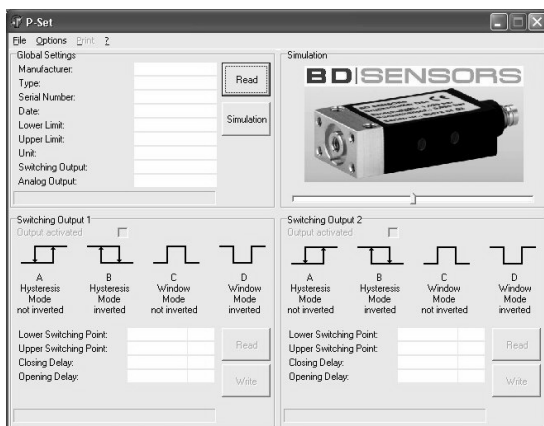 P-Set
File Options Print ?
Global Settings
Manufacturer:
Type:
Serial Number:
Date:
Lower Limit:
Upper Limit:
Unit:
Switching Output:
Analog Output:
Read
Simulation
Simulation
BD|SENSORS
Switching Output 1
Output activated
A
Hysteresis
Mode
not inverted
B
Hysteresis
Mode
inverted
C
Window
Mode
not inverted
D
Window
Mode
inverted
Lower Switching Point:
Upper Switching Point:
Closing Delay:
Opening Delay:
Read
Write
Switching Output 2
Output activated
A
Hysteresis
Mode
not inverted
B
Hysteresis
Mode
inverted
C
Window
Mode
not inverted
D
Window
Mode
inverted
Lower Switching Point:
Upper Switching Point:
Closing Delay:
Opening Delay:
Read
Write